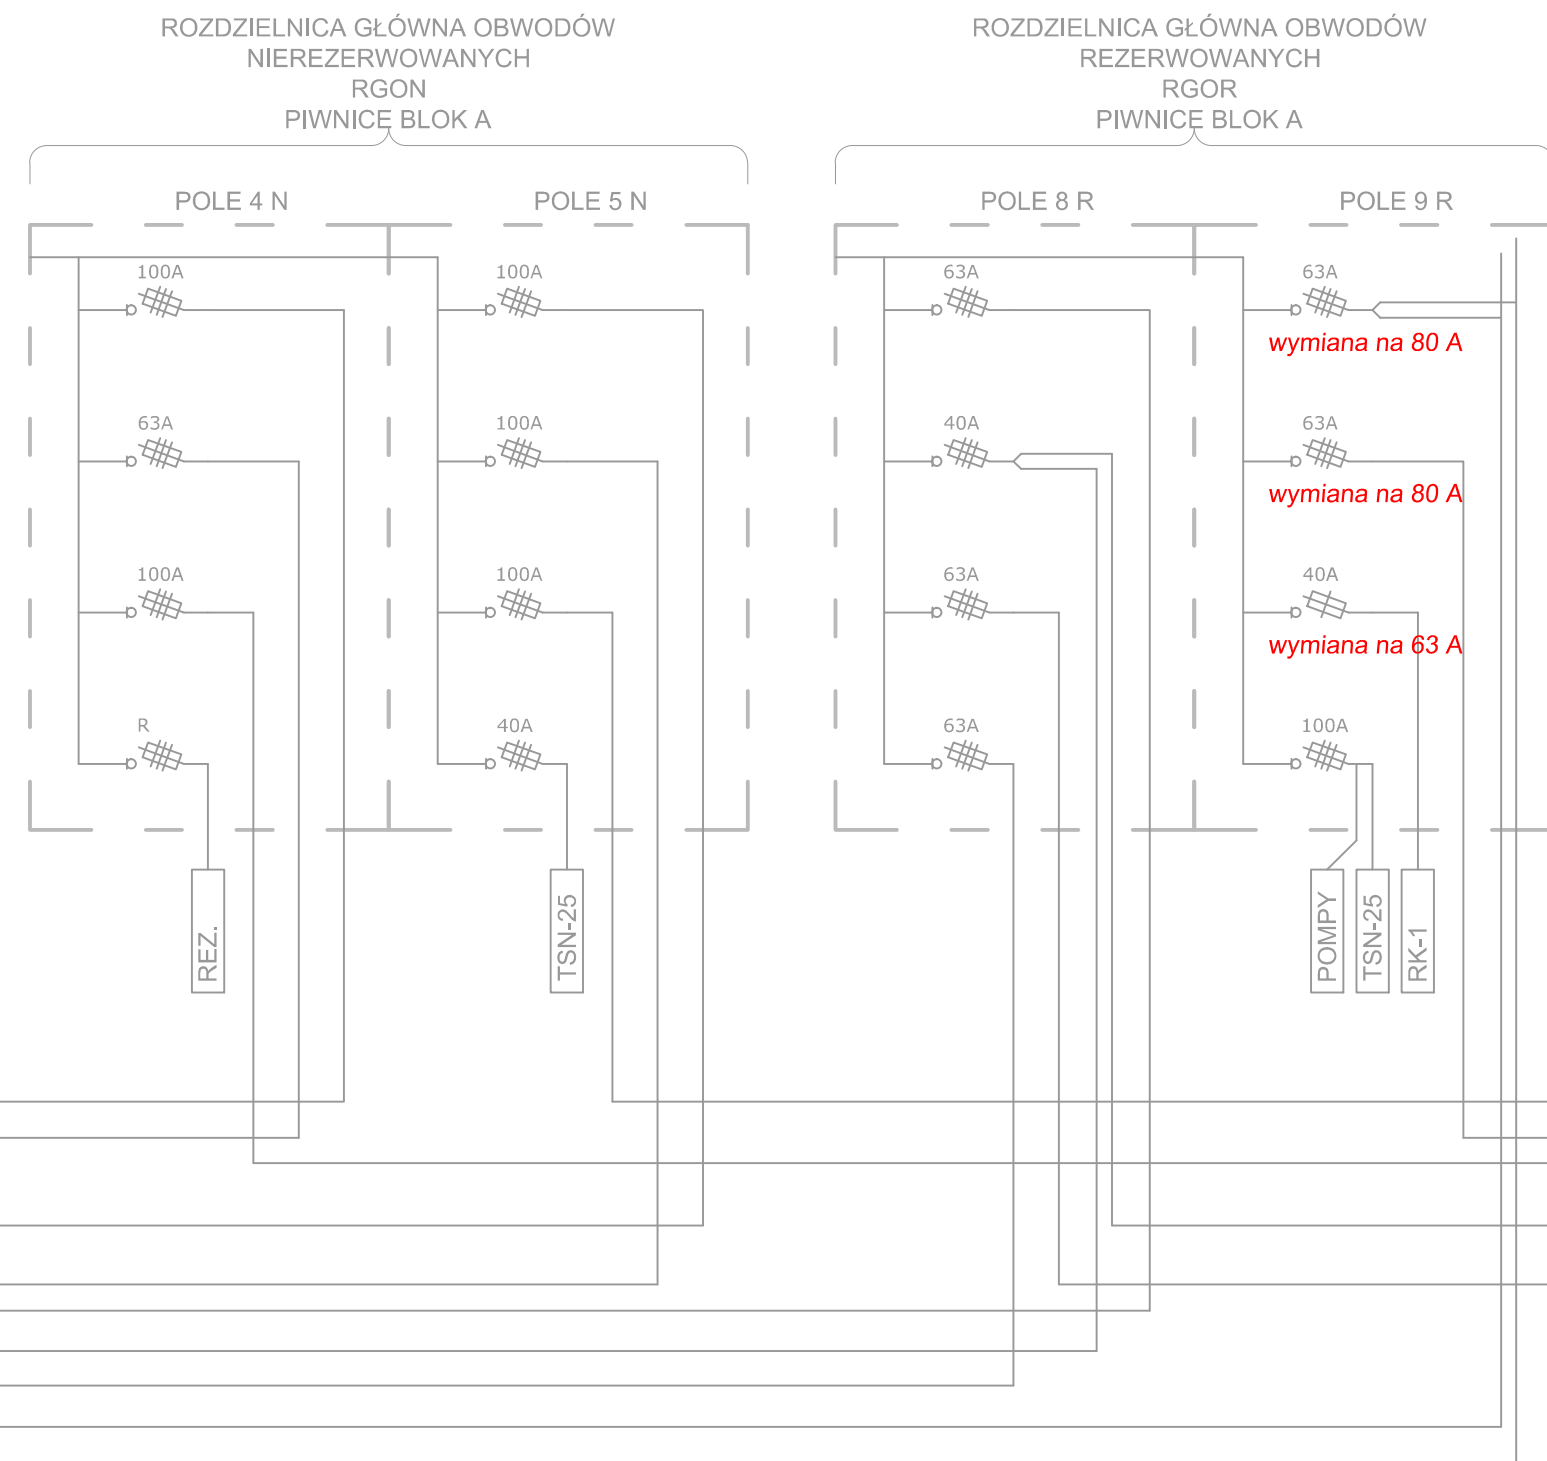 ROZDZIELNICA GŁÓWNA OBWODÓW
NIEREZERWOWANYCH
RGON
PIWNICE BLOK A
ROZDZIELNICA GŁÓWNA OBWODÓW
REZERWOWANYCH
RGOR
PIWNICE BLOK A
POLE 4 N
POLE 5 N
POLE 8 R
POLE 9 R
100A
100A
63A
63A
wymiana na 80 A
63A
100A
40A
63A
wymiana na 80 A
100A
100A
63A
40A
wymiana na 63 A
R
40A
63A
100A
REZ.
TSN-25
POMPY
TSN-25
RK-1